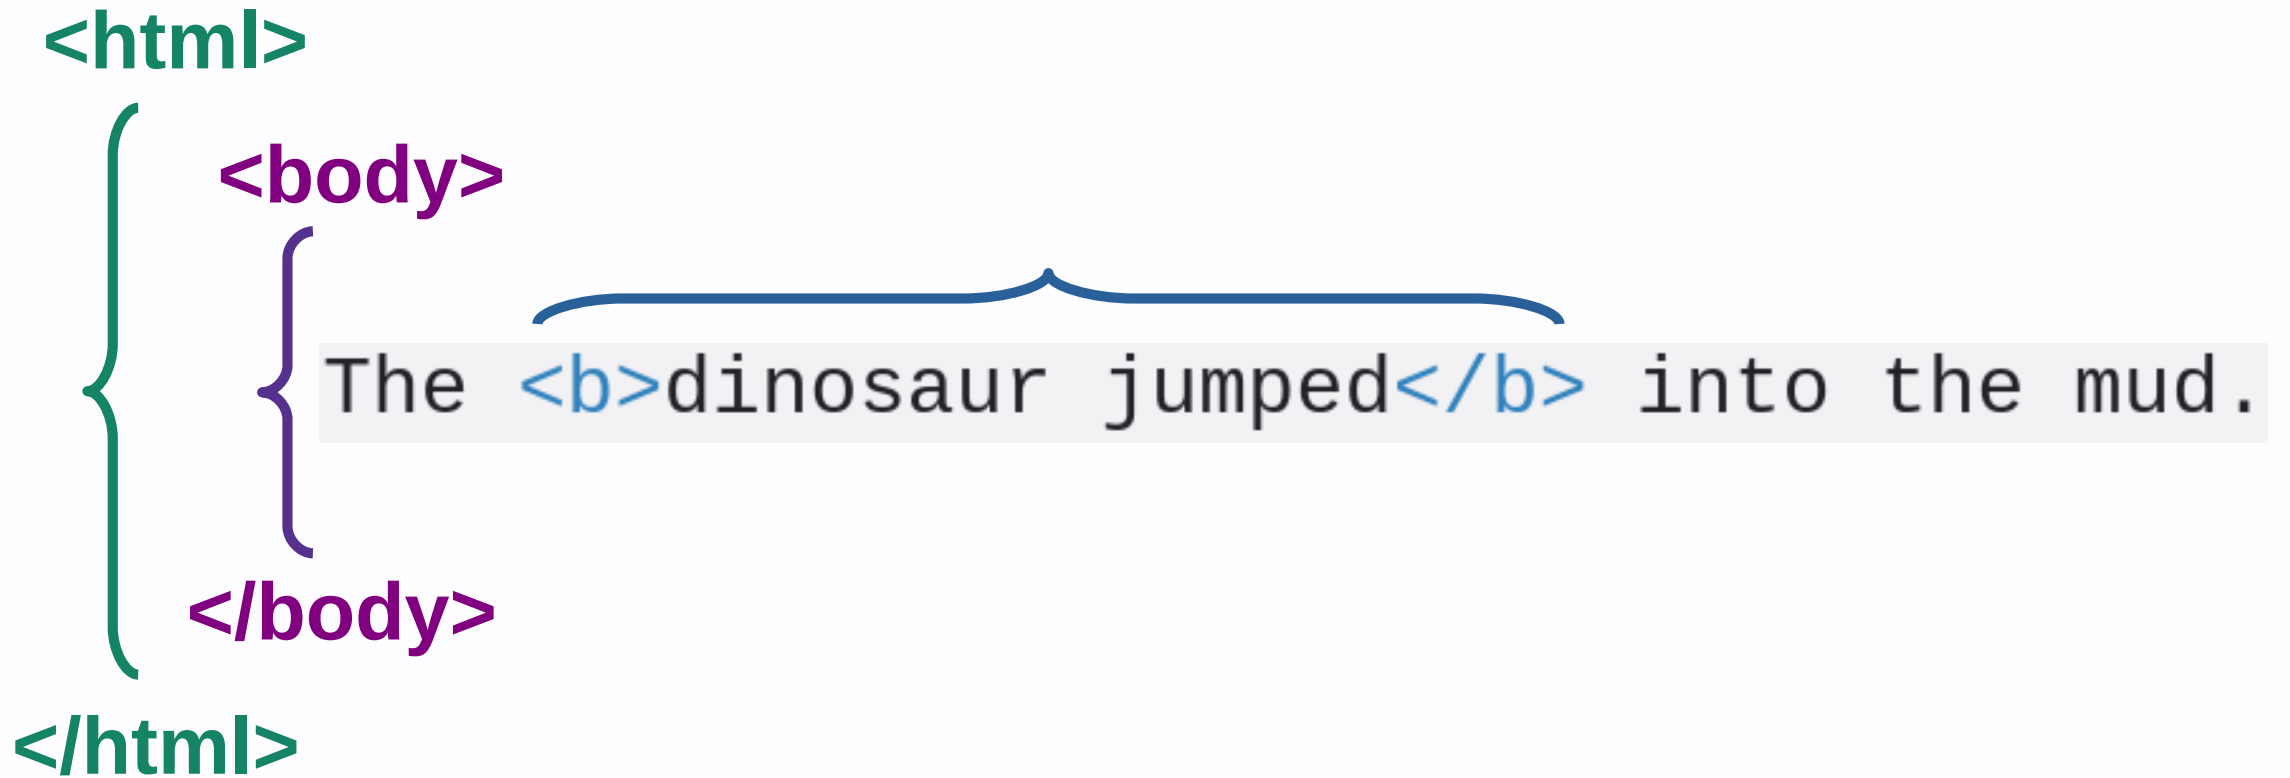 <html>
<body>
The <b>dinosaur jumped</b> into the mud.
</body>
</html>